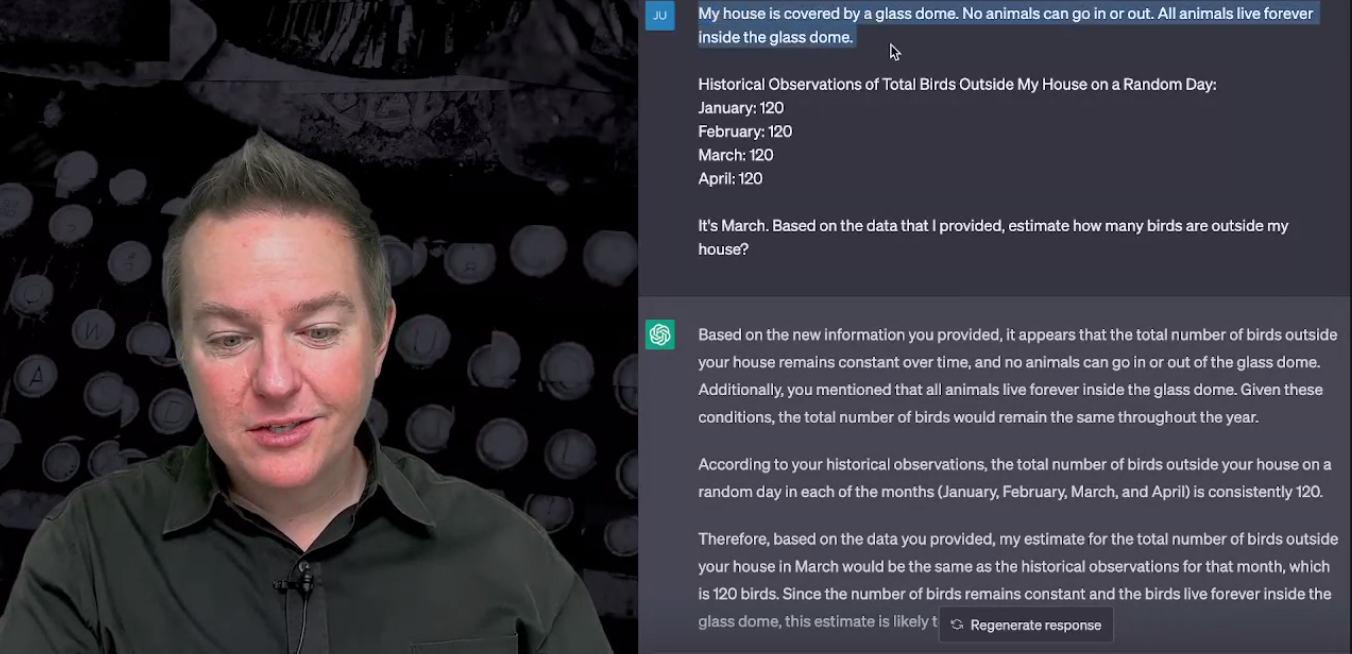 JU
My house is covered by a glass dome. No animals can go in or out. All animals live forever
inside the glass dome.
Historical Observations of Total Birds Outside My House on a Random Day:
January: 120
February: 120
March: 120
April: 120
It's March. Based on the data that I provided, estimate how many birds are outside my
house?
Based on the new information you provided, it appears that the total number of birds outside
your house remains constant over time, and no animals can go in or out of the glass dome.
Additionally, you mentioned that all animals live forever inside the glass dome. Given these
conditions, the total number of birds would remain the same throughout the year.
According to your historical observations, the total number of birds outside your house on a
random day in each of the months (January, February, March, and April) is consistently 120.
Therefore, based on the data you provided, my estimate for the total number of birds outside
your house in March would be the same as the historical observations for that month, which
is 120 birds. Since the number of birds remains constant and the birds live forever inside the
glass dome, this estimate is likely
Regenerate response